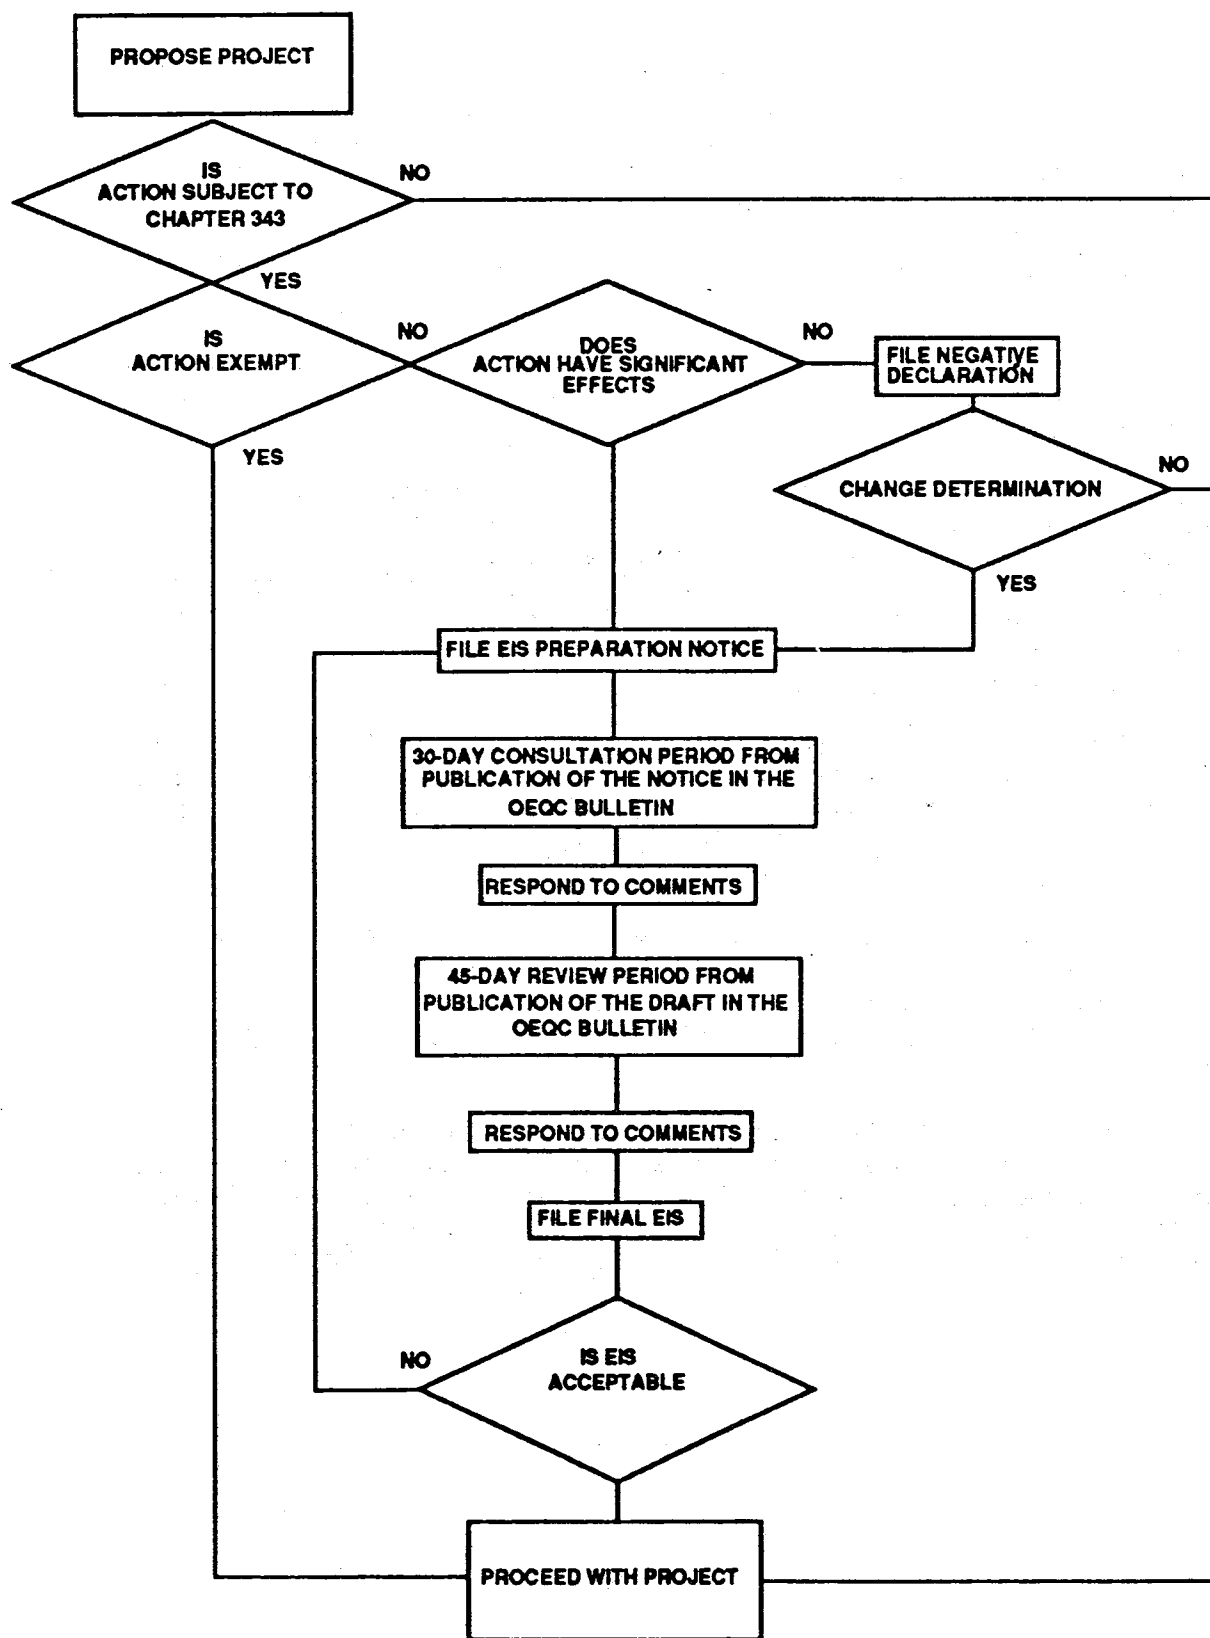 PROPOSE PROJECT
IS
ACTION SUBJECT TO
CHAPTER 343
NO
YES
IS
ACTION EXEMPT
NO
YES
DOES
ACTION HAVE SIGNIFICANT
EFFECTS
NO
FILE NEGATIVE
DECLARATION
CHANGE DETERMINATION
NO
YES
FILE EIS PREPARATION NOTICE
30-DAY CONSULTATION PERIOD FROM
PUBLICATION OF THE NOTICE IN THE
OEQC BULLETIN
RESPOND TO COMMENTS
45-DAY REVIEW PERIOD FROM
PUBLICATION OF THE DRAFT IN THE
OEQC BULLETIN
RESPOND TO COMMENTS
FILE FINAL EIS
NO
IS EIS
ACCEPTABLE
PROCEED WITH PROJECT